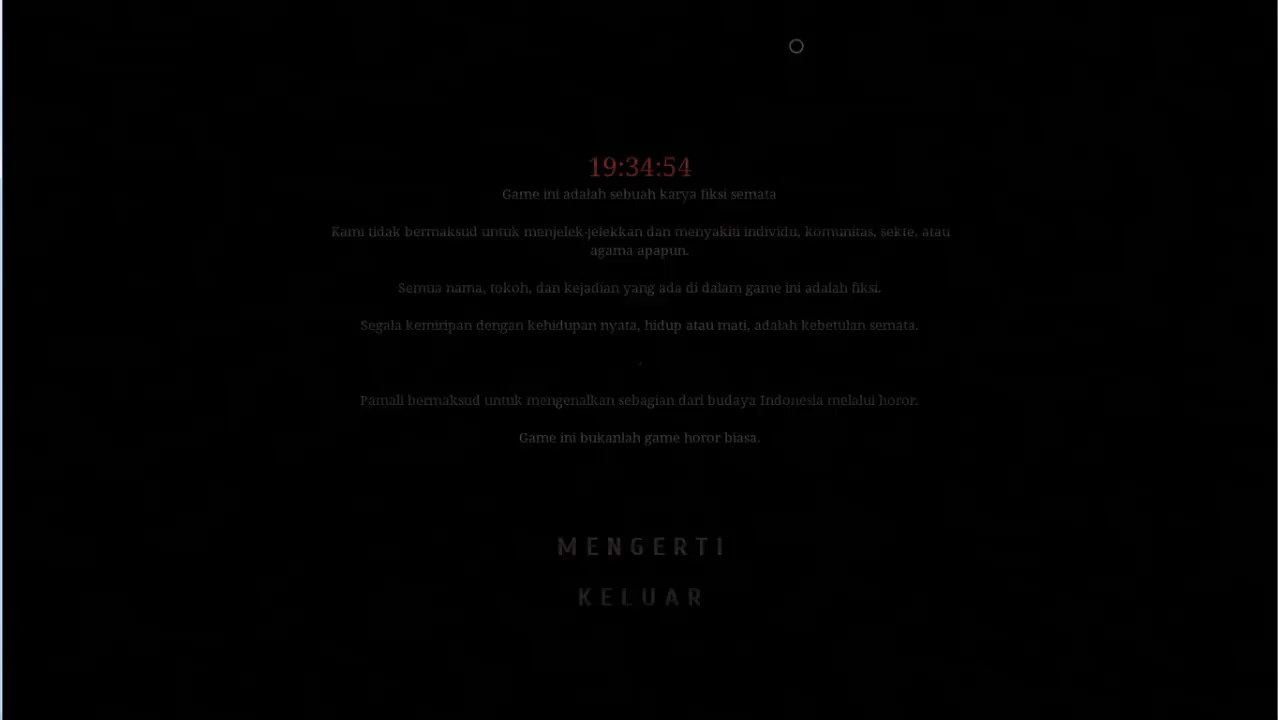 19:34:54
Game ini adalah sebuah karya fiksi semata
Kami tidak bermaksud untuk menjelek-jelekkan dan menyakiti individu, komunitas, sekte, atau
agama apapun.
Semua nama, tokoh, dan kejadian yang ada di dalam game ini adalah fiksi.
Segala kemiripan dengan kehidupan nyata, hidup atau mati, adalah kebetulan semata.
Pamali bermaksud untuk mengenalkan sebagian dari budaya Indonesia melalui horor.
Game ini bukanlah game horor biasa.
MENGERTI
KELUAR